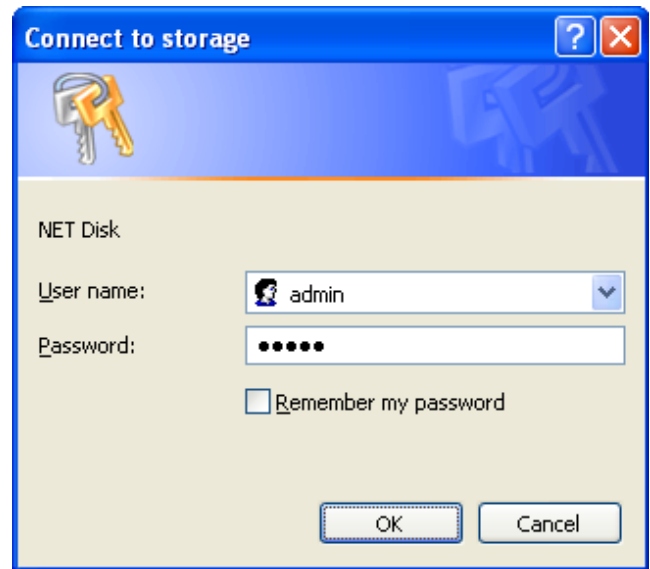 Connect to storage
NET Disk
User name: admin
Password: •••••
Remember my password
OK Cancel